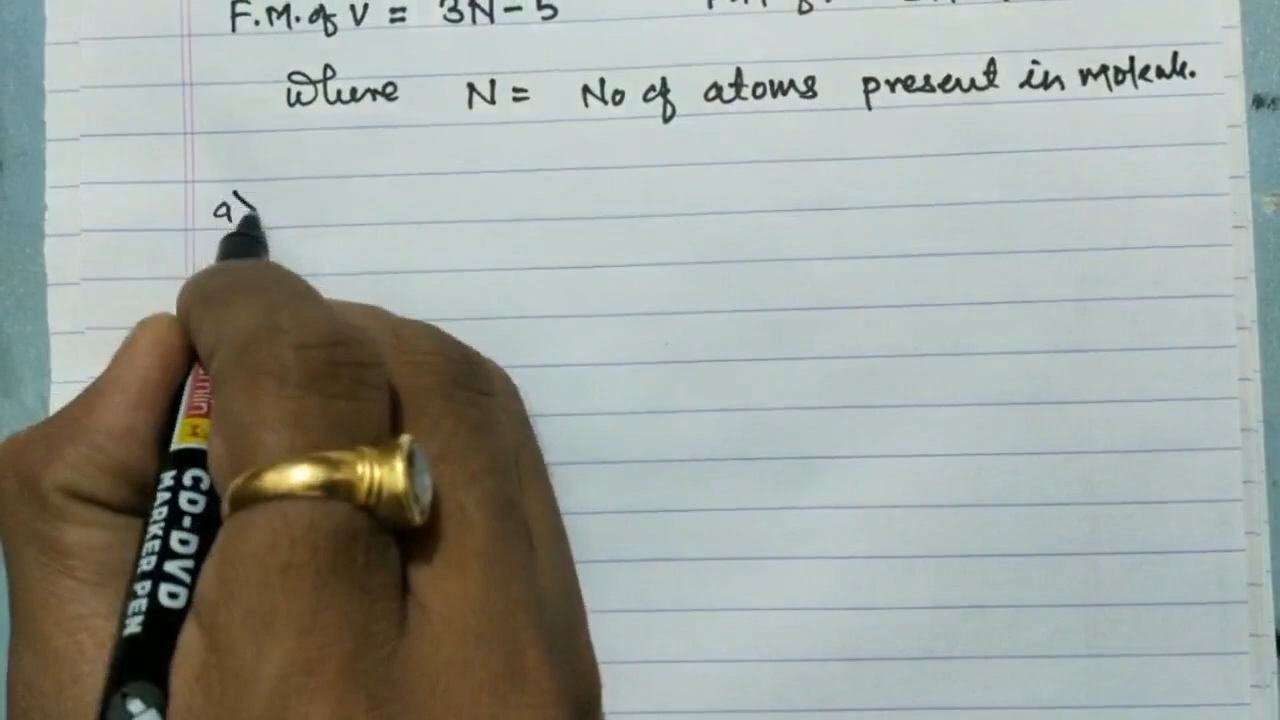 F.M. of V = 3N - 5
where N = No of atoms present in molecule.
a)
CD-DVD
MARKER PEN